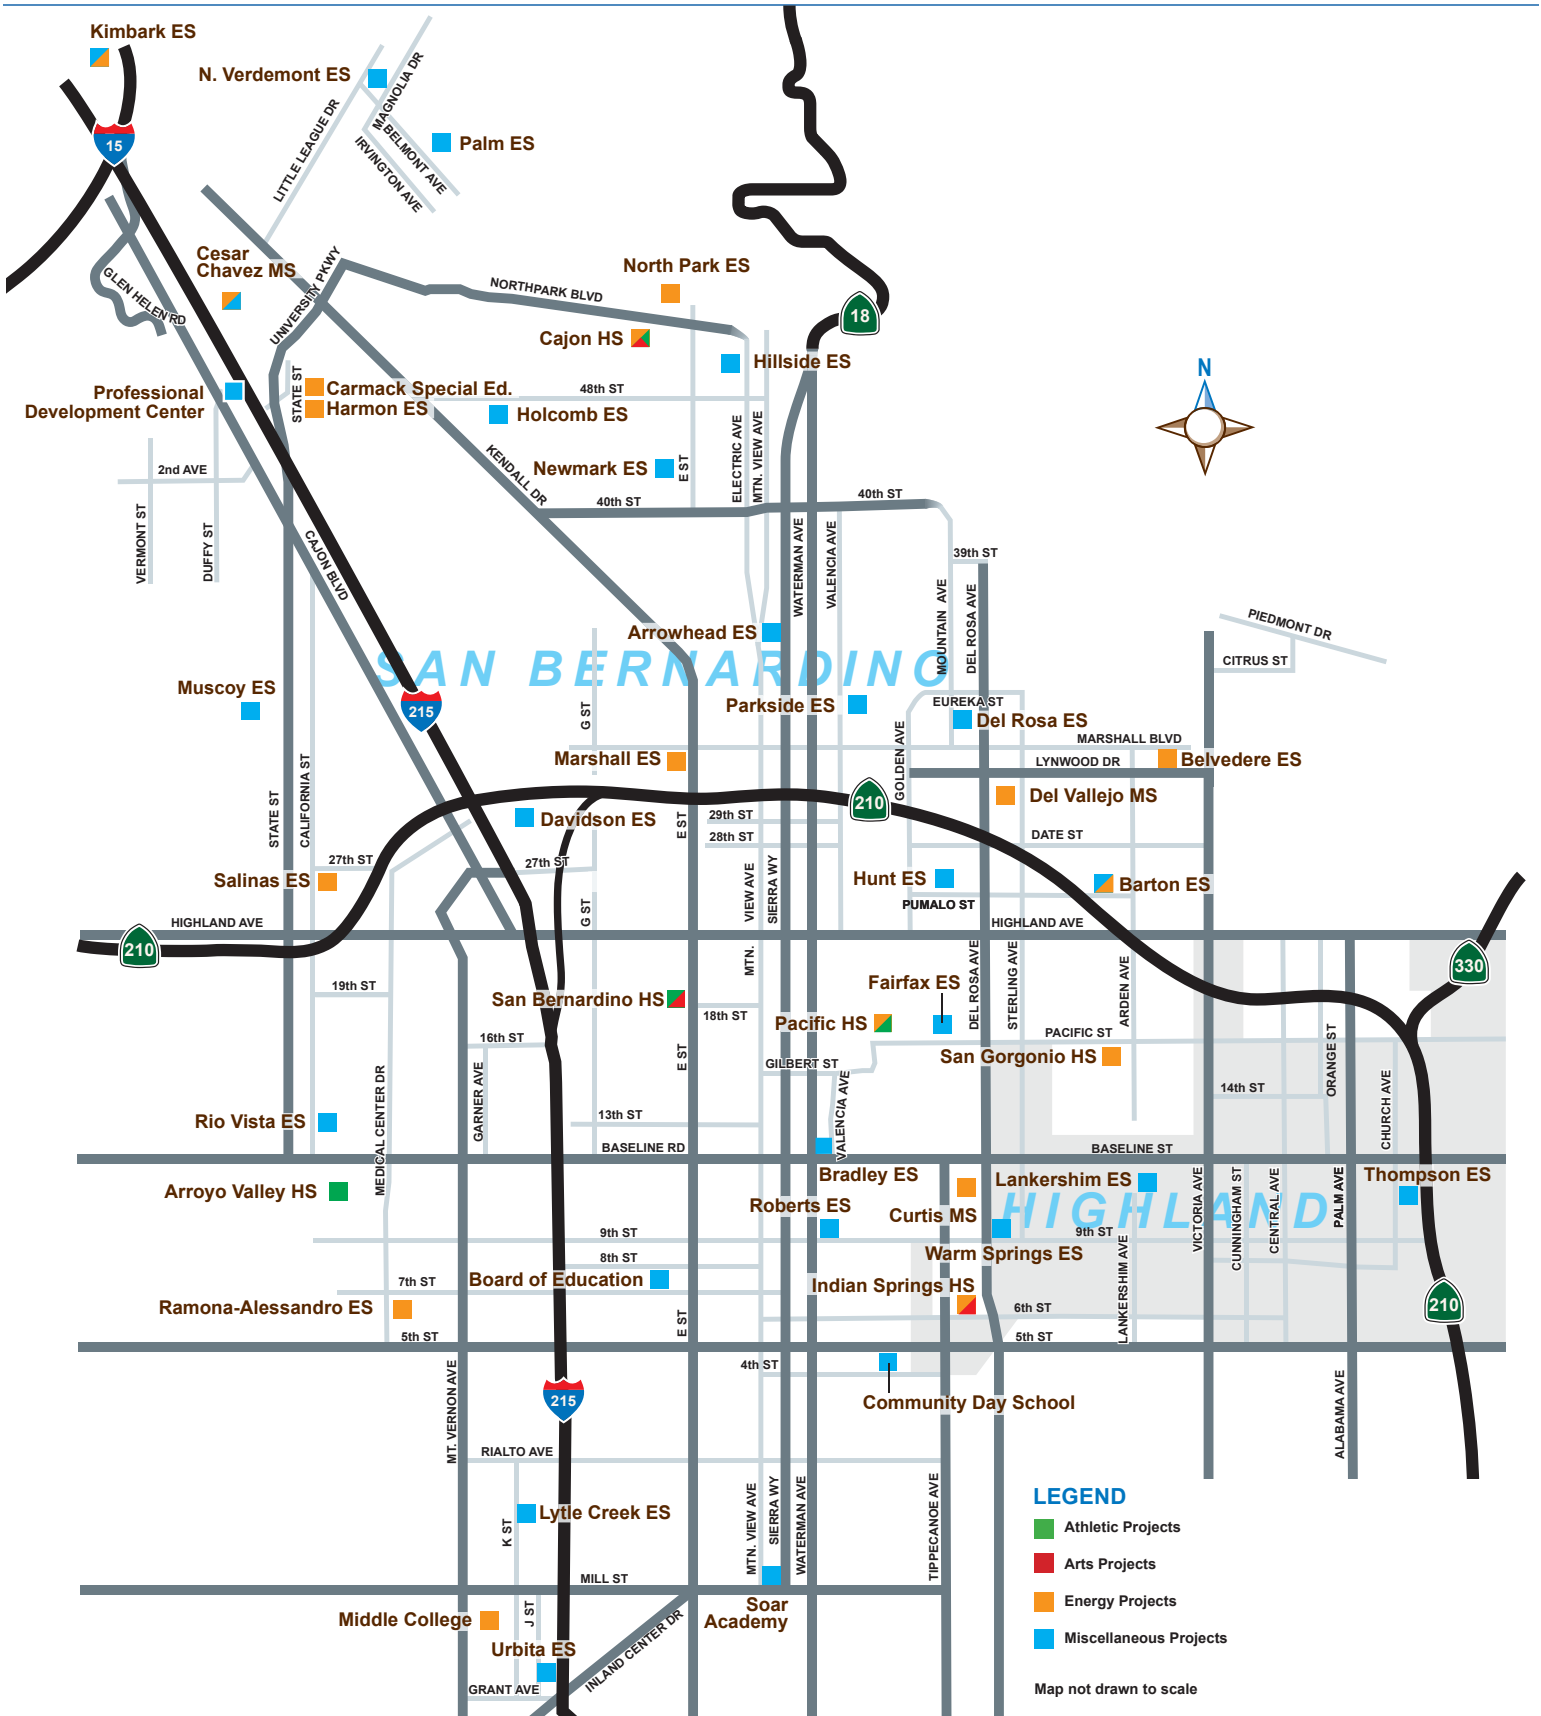 Kimbark ES
N. Verdemont ES
MAGNOLIA DR
LITTLE LEAGUE DR
BELMONT AVE
IRVINGTON AVE
Palm ES
15
Cesar
Chavez MS
GLEN HELEN RD
UNIVERSITY PKWY
North Park ES
NORTHPARK BLVD
18
Cajon HS
Hillside ES
N
Professional
Development Center
STATE ST
Carmack Special Ed.
Harmon ES
48th ST
Holcomb ES
ELECTRIC AVE
MTN. VIEW AVE
2nd AVE
KENDALL DR
Newmark ES
E ST
40th ST
40th ST
VERMONT ST
DUFFY ST
CAJON BLVD
WATERMAN AVE
VALENCIA AVE
39th ST
MOUNTAIN AVE
DEL ROSA AVE
Arrowhead ES
PIEDMONT DR
CITRUS ST
SAN BERNARDINO
Muscoy ES
215
G ST
Parkside ES
EUREKA ST
Del Rosa ES
MARSHALL BLVD
Marshall ES
GOLDEN AVE
LYNWOOD DR
Belvedere ES
STATE ST
CALIFORNIA ST
210
Del Vallejo MS
Davidson ES
E ST
29th ST
28th ST
DATE ST
27th ST
27th ST
Salinas ES
VIEW AVE
SIERRA WY
Hunt ES
Barton ES
PUMALO ST
HIGHLAND AVE
G ST
HIGHLAND AVE
210
MTN.
330
19th ST
San Bernardino HS
18th ST
Fairfax ES
DEL ROSA AVE
STERLING AVE
ARDEN AVE
Pacific HS
16th ST
E ST
PACIFIC ST
San Gorgonio HS
GILBERT ST
ORANGE ST
MEDICAL CENTER DR
GARNER AVE
VALENCIA AVE
14th ST
CHURCH AVE
Rio Vista ES
13th ST
BASELINE RD
BASELINE ST
Arroyo Valley HS
Bradley ES
Lankershim ES
Thompson ES
Roberts ES
Curtis MS
HIGHLAND
VICTORIA AVE
CUNNINGHAM ST
CENTRAL AVE
PALM AVE
9th ST
9th ST
Warm Springs ES
8th ST
LANKERSHIM AVE
7th ST
Board of Education
Indian Springs HS
Ramona-Alessandro ES
E ST
6th ST
210
5th ST
5th ST
4th ST
MT. VERNON AVE
215
Community Day School
ALABAMA AVE
RIALTO AVE
K ST
Lytle Creek ES
MTN. VIEW AVE
SIERRA WY
WATERMAN AVE
TIPPECANOE AVE
MILL ST
Soar
Academy
Middle College
J ST
Urbita ES
INLAND CENTER DR
GRANT AVE
LEGEND
Athletic Projects
Arts Projects
Energy Projects
Miscellaneous Projects
Map not drawn to scale